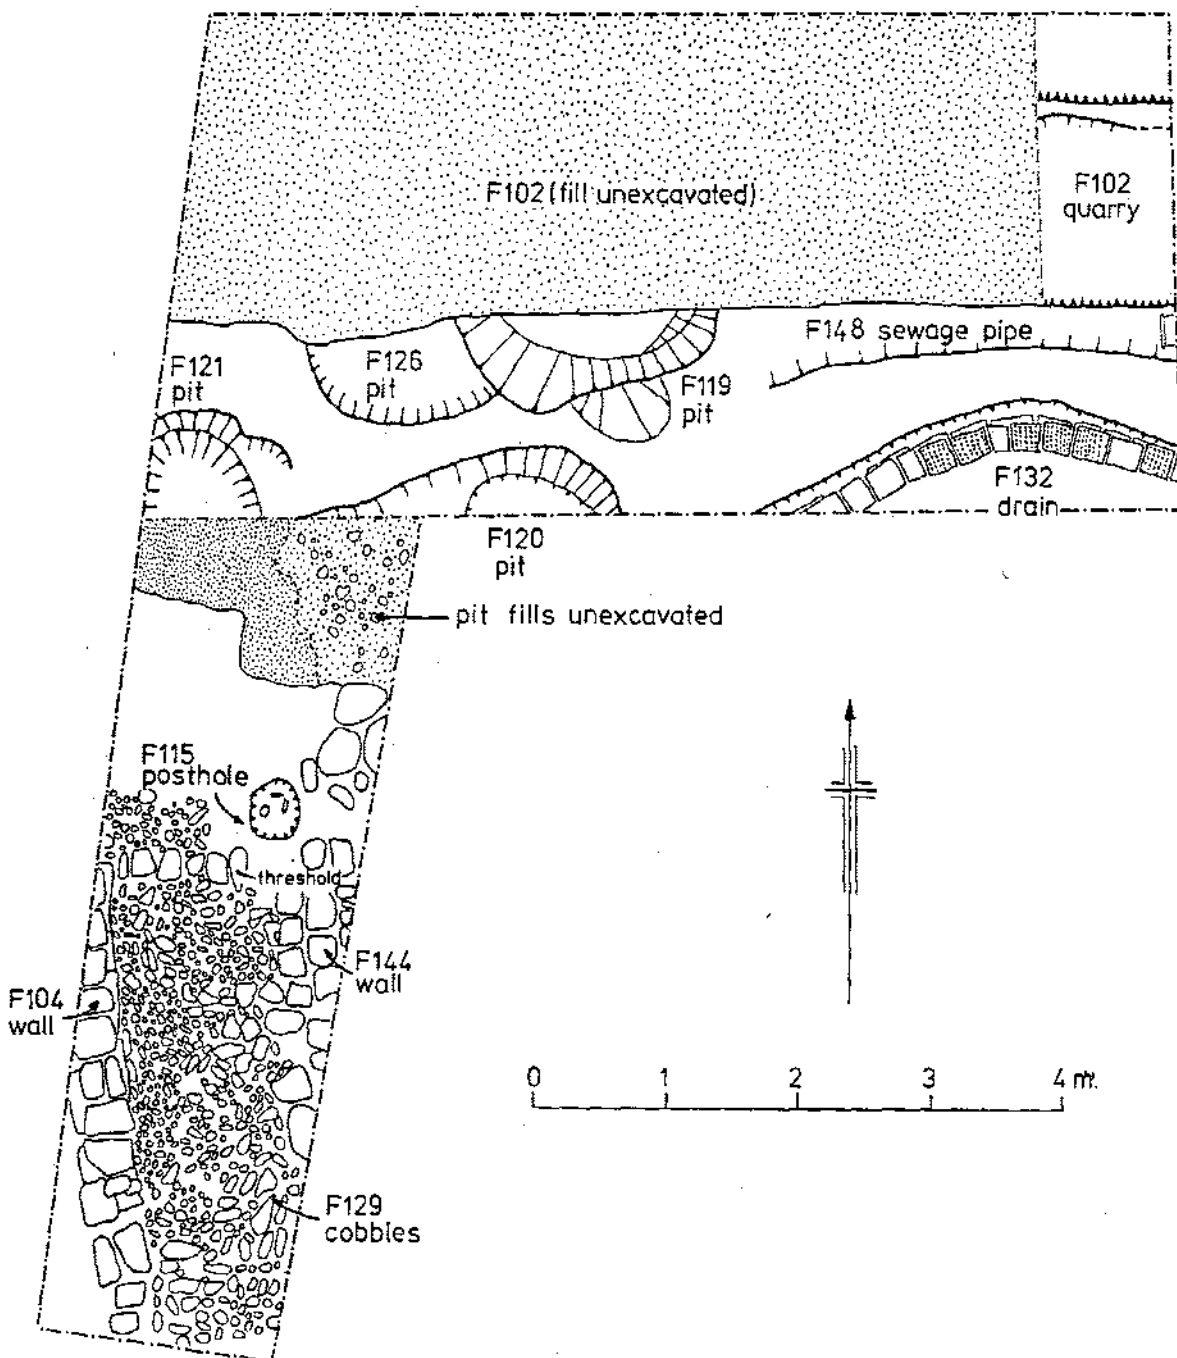 F102 (fill unexcavated)
F102
quarry
F148 sewage pipe
F121
pit
F126
pit
F119
pit
F132
drain
F120
pit
pit fills unexcavated
F115
posthole
threshold
F144
wall
F104
wall
0 1 2 3 4 m.
F129
cobbles